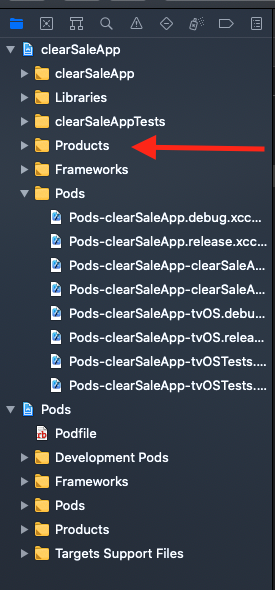 clearSaleApp
clearSaleApp
Libraries
clearSaleAppTests
Products
Frameworks
Pods
Pods-clearSaleApp.debug.xcc...
Pods-clearSaleApp.release.xcc...
Pods-clearSaleApp-clearSaleA...
Pods-clearSaleApp-clearSaleA...
Pods-clearSaleApp-tvOS.debu...
Pods-clearSaleApp-tvOS.relea...
Pods-clearSaleApp-tvOSTests....
Pods-clearSaleApp-tvOSTests....
Pods
Podfile
Development Pods
Frameworks
Pods
Products
Targets Support Files